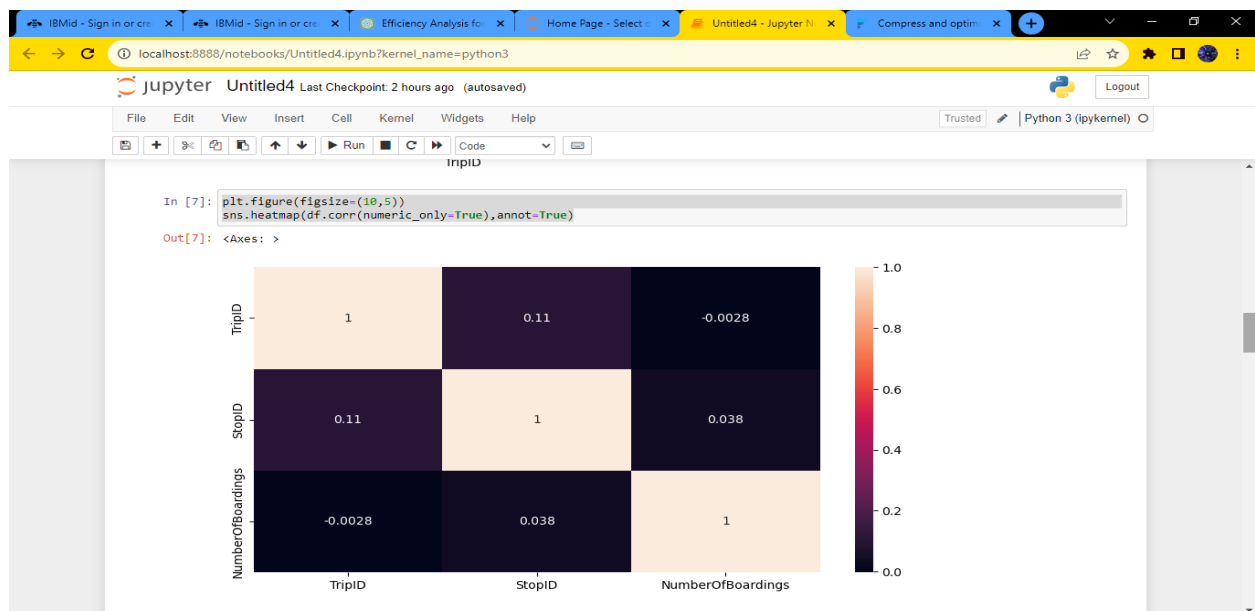 IBMid - Sign in or cre IBMid - Sign in or cre Efficiency Analysis for Home Page - Select o Untitled4 - Jupyter N Compress and optim
localhost:8888/notebooks/Untitled4.ipynb?kernel_name=python3
jupyter Untitled4 Last Checkpoint: 2 hours ago (autosaved) Logout
File Edit View Insert Cell Kernel Widgets Help Trusted Python 3 (ipykernel)
Run Code
TripID
In [7]: plt.figure(figsize=(10,5))
sns.heatmap(df.corr(numeric_only=True),annot=True)
Out[7]: <Axes: >
1.0
TripID 1 0.11 -0.0028
0.8
0.6
StopID 0.11 1 0.038
0.4
0.2
NumberOfBoardings -0.0028 0.038 1
0.0
TripID StopID NumberOfBoardings